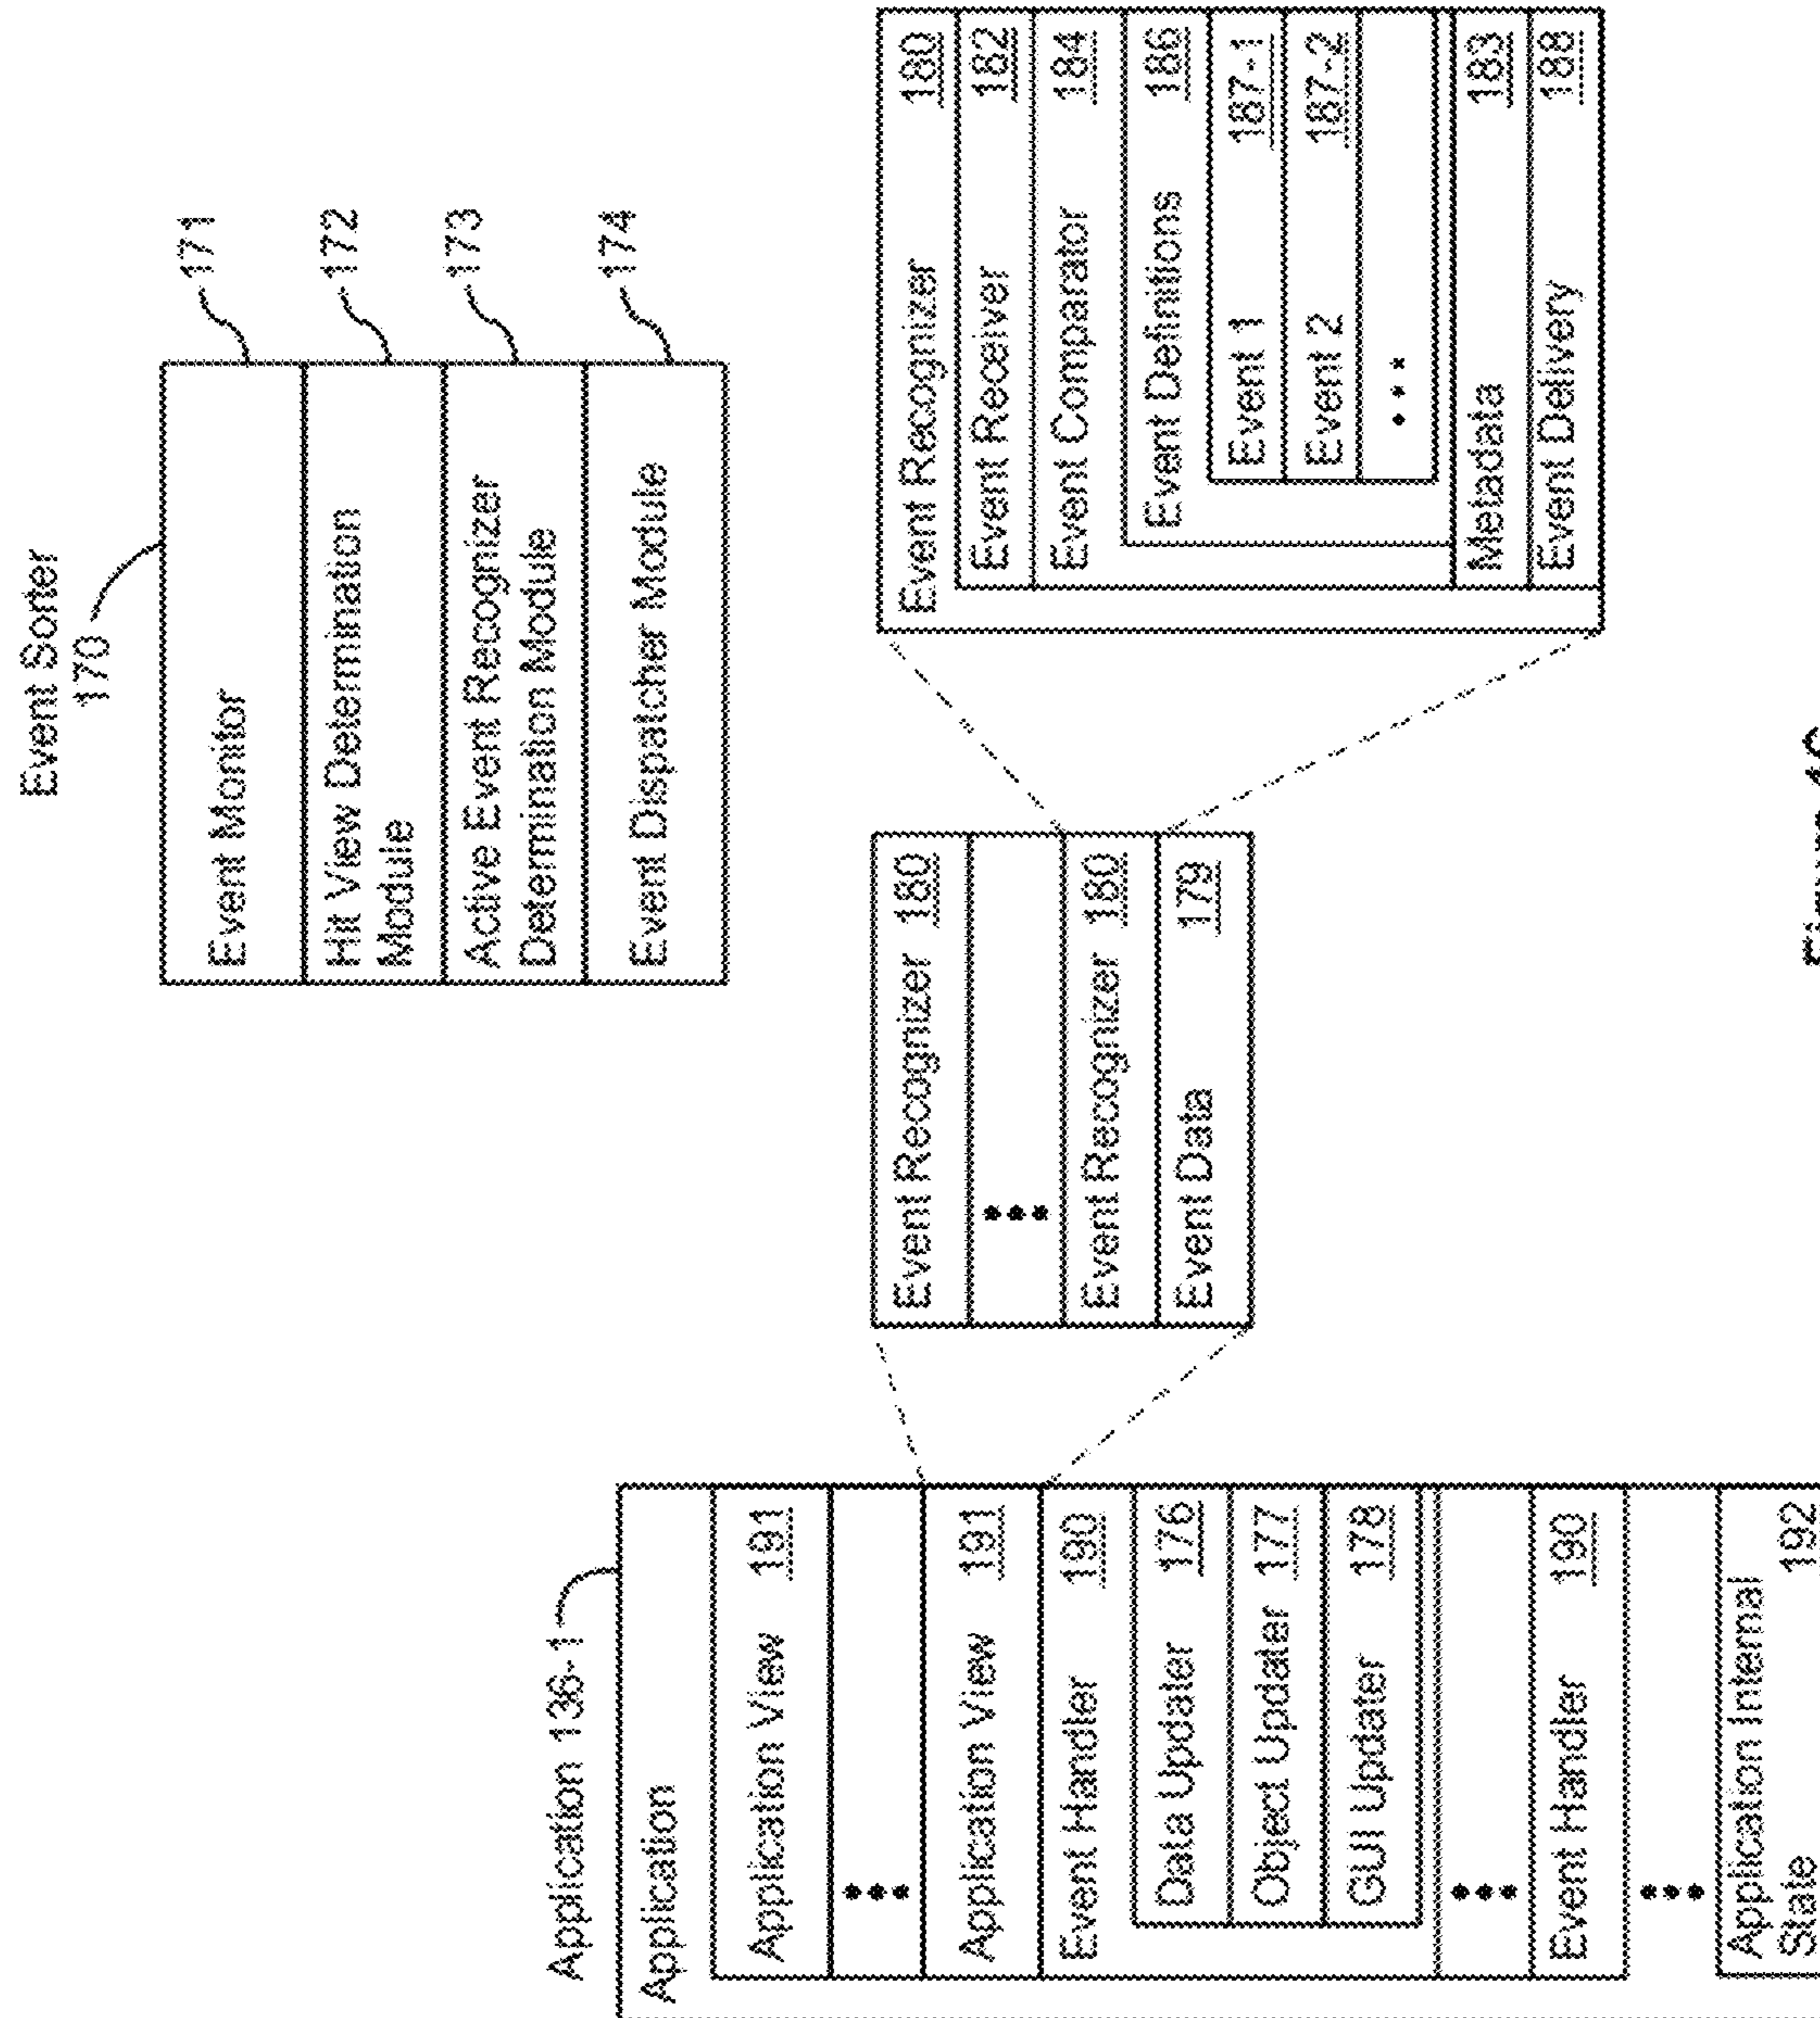 Event Sorter
170
Event Monitor
171
Hit View Determination
Module
172
Active Event Recognizer
Determination Module
173
Event Dispatcher Module
174
Application 136-1
Application
Application View 191
Application View 191
Event Handler 190
Data Updater 176
Object Updater 177
GUI Updater 178
Event Handler 190
Application Internal
State 192
Event Recognizer 180
Event Recognizer 180
Event Data 179
Event Recognizer 180
Event Receiver 182
Event Comparator 184
Event Definitions 186
Event 1 187-1
Event 2 187-2
Metadata 183
Event Delivery 188